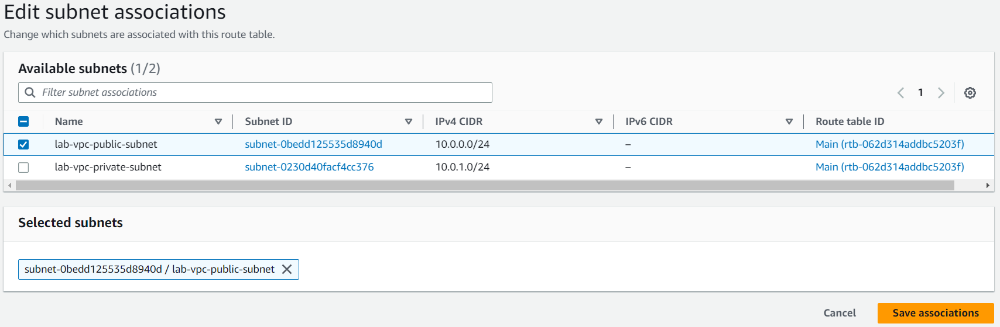 Edit subnet associations
Change which subnets are associated with this route table.
Available subnets (1/2)
Filter subnet associations
1
Name Subnet ID IPv4 CIDR IPv6 CIDR Route table ID
lab-vpc-public-subnet subnet-0bedd125535d8940d 10.0.0.0/24 – Main (rtb-062d314addbc5203f)
lab-vpc-private-subnet subnet-0230d40facf4cc376 10.0.1.0/24 – Main (rtb-062d314addbc5203f)
Selected subnets
subnet-0bedd125535d8940d / lab-vpc-public-subnet
Cancel Save associations